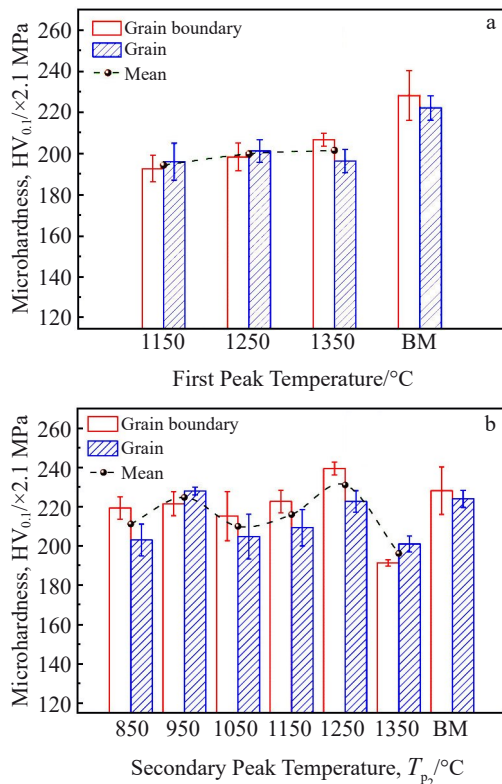 a
Grain boundary
Grain
Mean
Microhardness, HV0.1/×2.1 MPa
260
240
220
200
180
160
140
120
1150 1250 1350 BM
First Peak Temperature/°C
b
Grain boundary
Grain
Mean
Microhardness, HV0.1/×2.1 MPa
260
240
220
200
180
160
140
120
850 950 1050 1150 1250 1350 BM
Secondary Peak Temperature, Tp2/°C